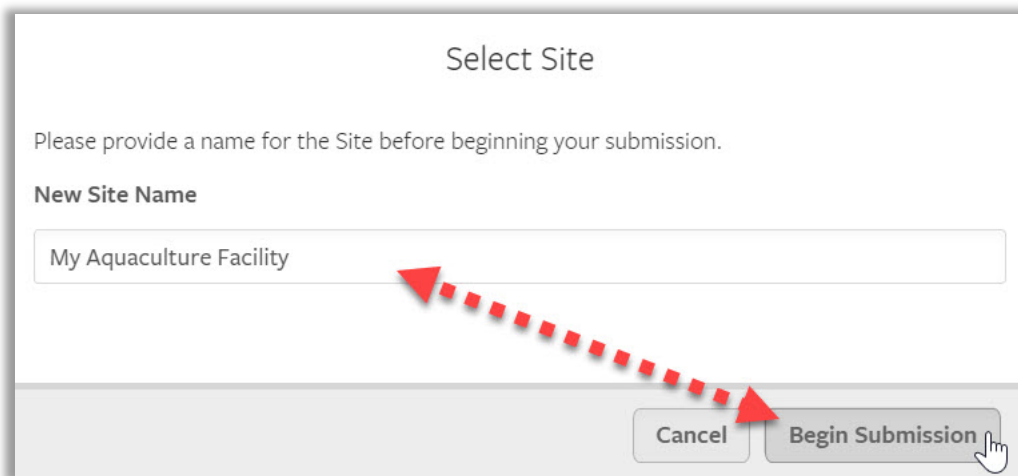 Select Site
Please provide a name for the Site before beginning your submission.
New Site Name
My Aquaculture Facility
Cancel
Begin Submission